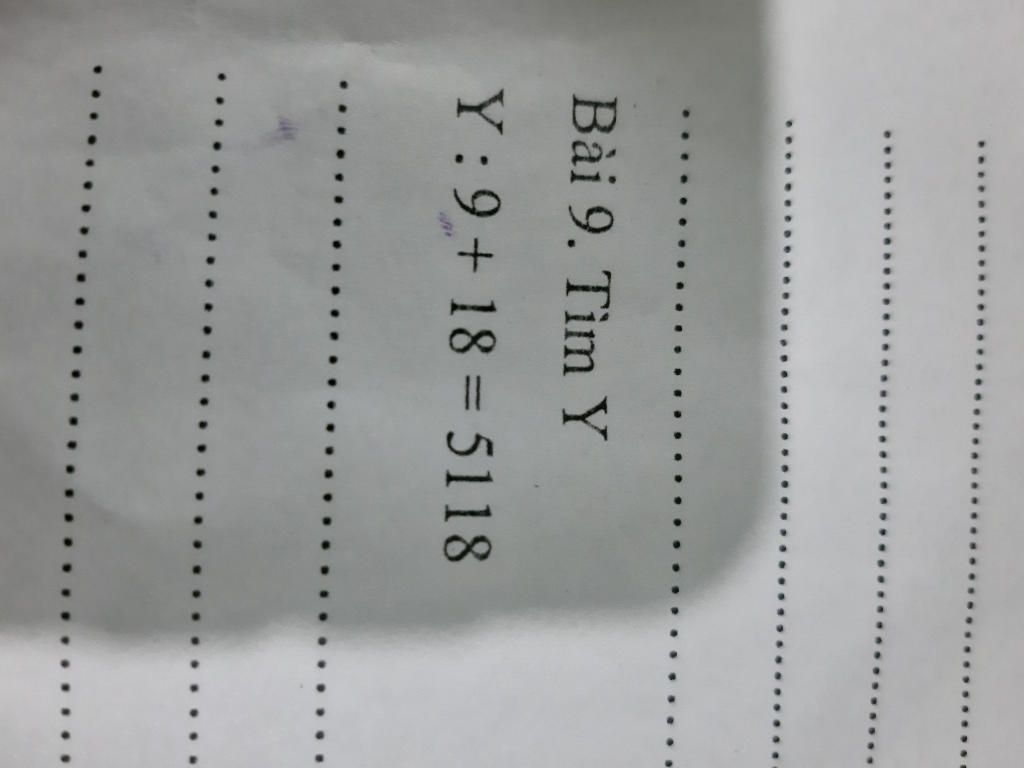 Bài 9. Tìm Y
Y : 9 + 18 = 5118